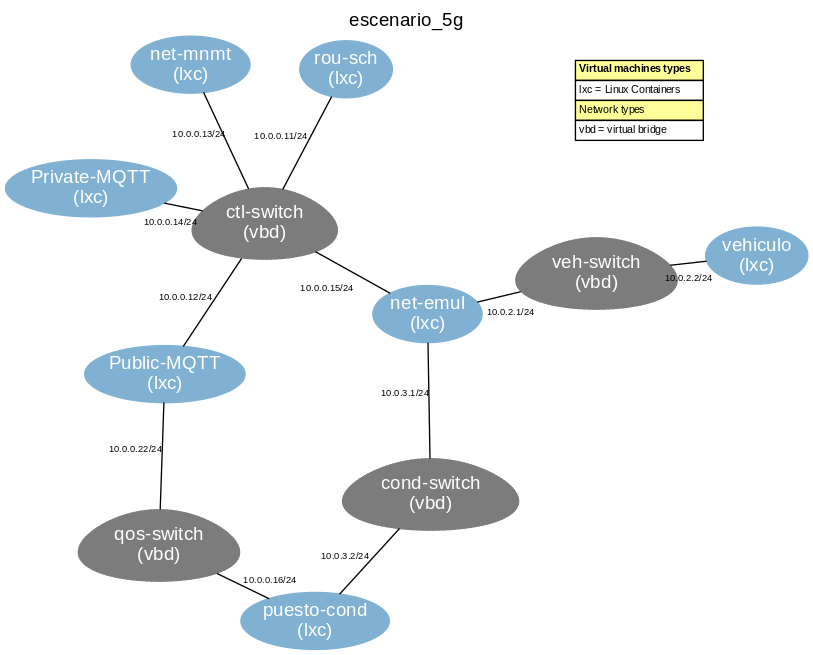 escenario_5g
net-mnmt
(lxc)
rou-sch
(lxc)
Virtual machines types
lxc = Linux Containers
Network types
vbd = virtual bridge
10.0.0.13/24
10.0.0.11/24
Private-MQTT
(lxc)
10.0.0.14/24
ctl-switch
(vbd)
vehiculo
(lxc)
veh-switch
(vbd)
10.0.2.2/24
10.0.0.12/24
10.0.0.15/24
net-emul
(lxc)
10.0.2.1/24
Public-MQTT
(lxc)
10.0.3.1/24
10.0.0.22/24
cond-switch
(vbd)
qos-switch
(vbd)
10.0.3.2/24
10.0.0.16/24
puesto-cond
(lxc)